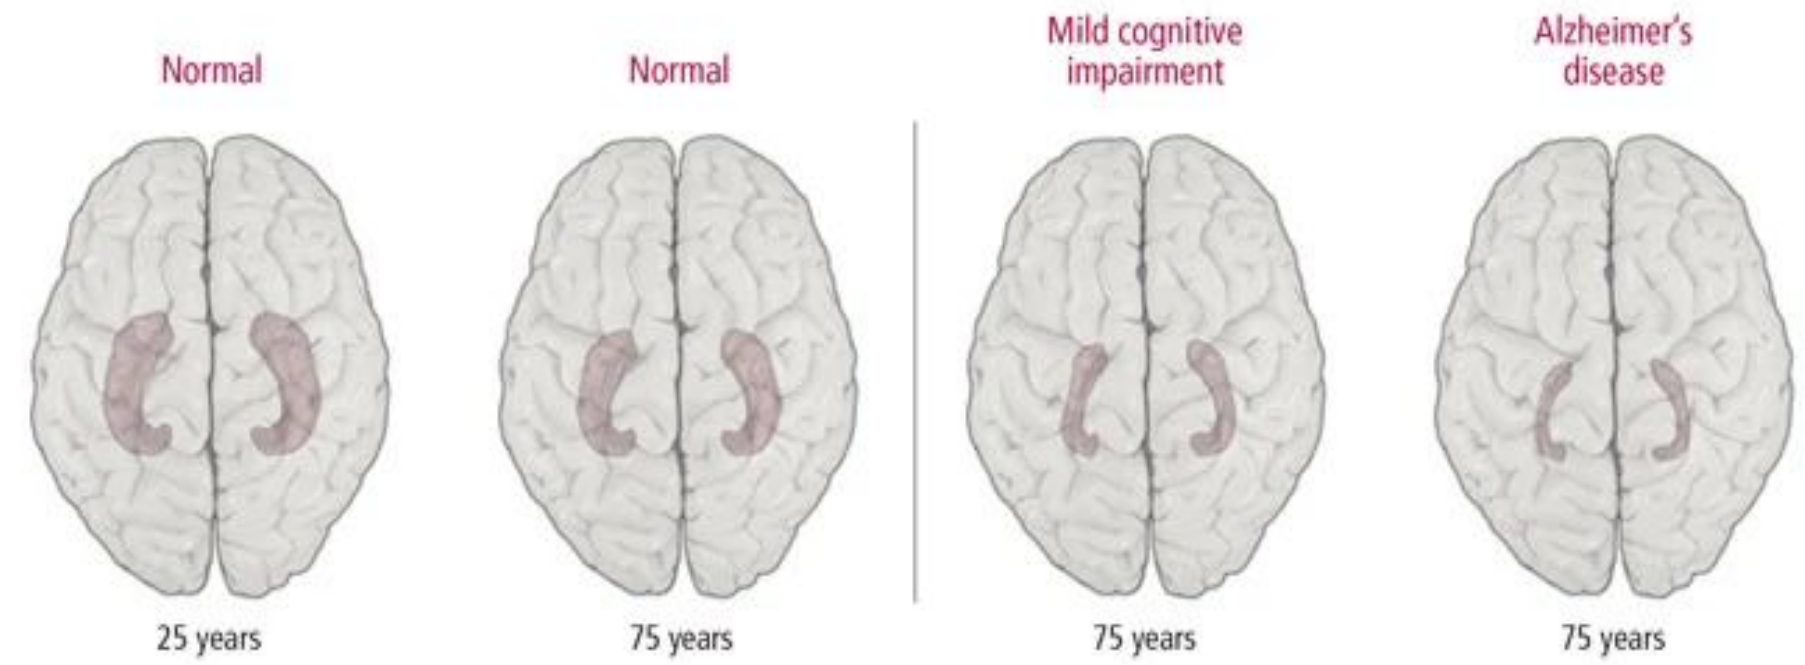 Normal
Normal
Mild cognitive
impairment
Alzheimer's
disease
25 years
75 years
75 years
75 years